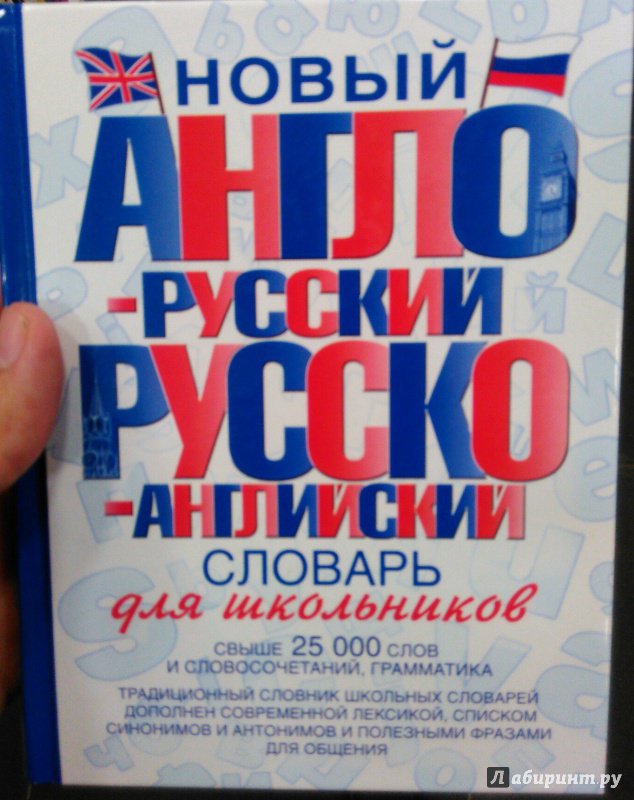 НОВЫЙ
АНГЛО
-РУССКИЙ
РУССКО
-АНГЛИЙСКИЙ
СЛОВАРЬ
для школьников
СВЫШЕ 25 000 СЛОВ
И СЛОВОСОЧЕТАНИЙ, ГРАММАТИКА
ТРАДИЦИОННЫЙ СЛОВНИК ШКОЛЬНЫХ СЛОВАРЕЙ
ДОПОЛНЕН СОВРЕМЕННОЙ ЛЕКСИКОЙ, СПИСКОМ
СИНОНИМОВ И АНТОНИМОВ И ПОЛЕЗНЫМИ ФРАЗАМИ
ДЛЯ ОБЩЕНИЯ
Лабиринт.ру